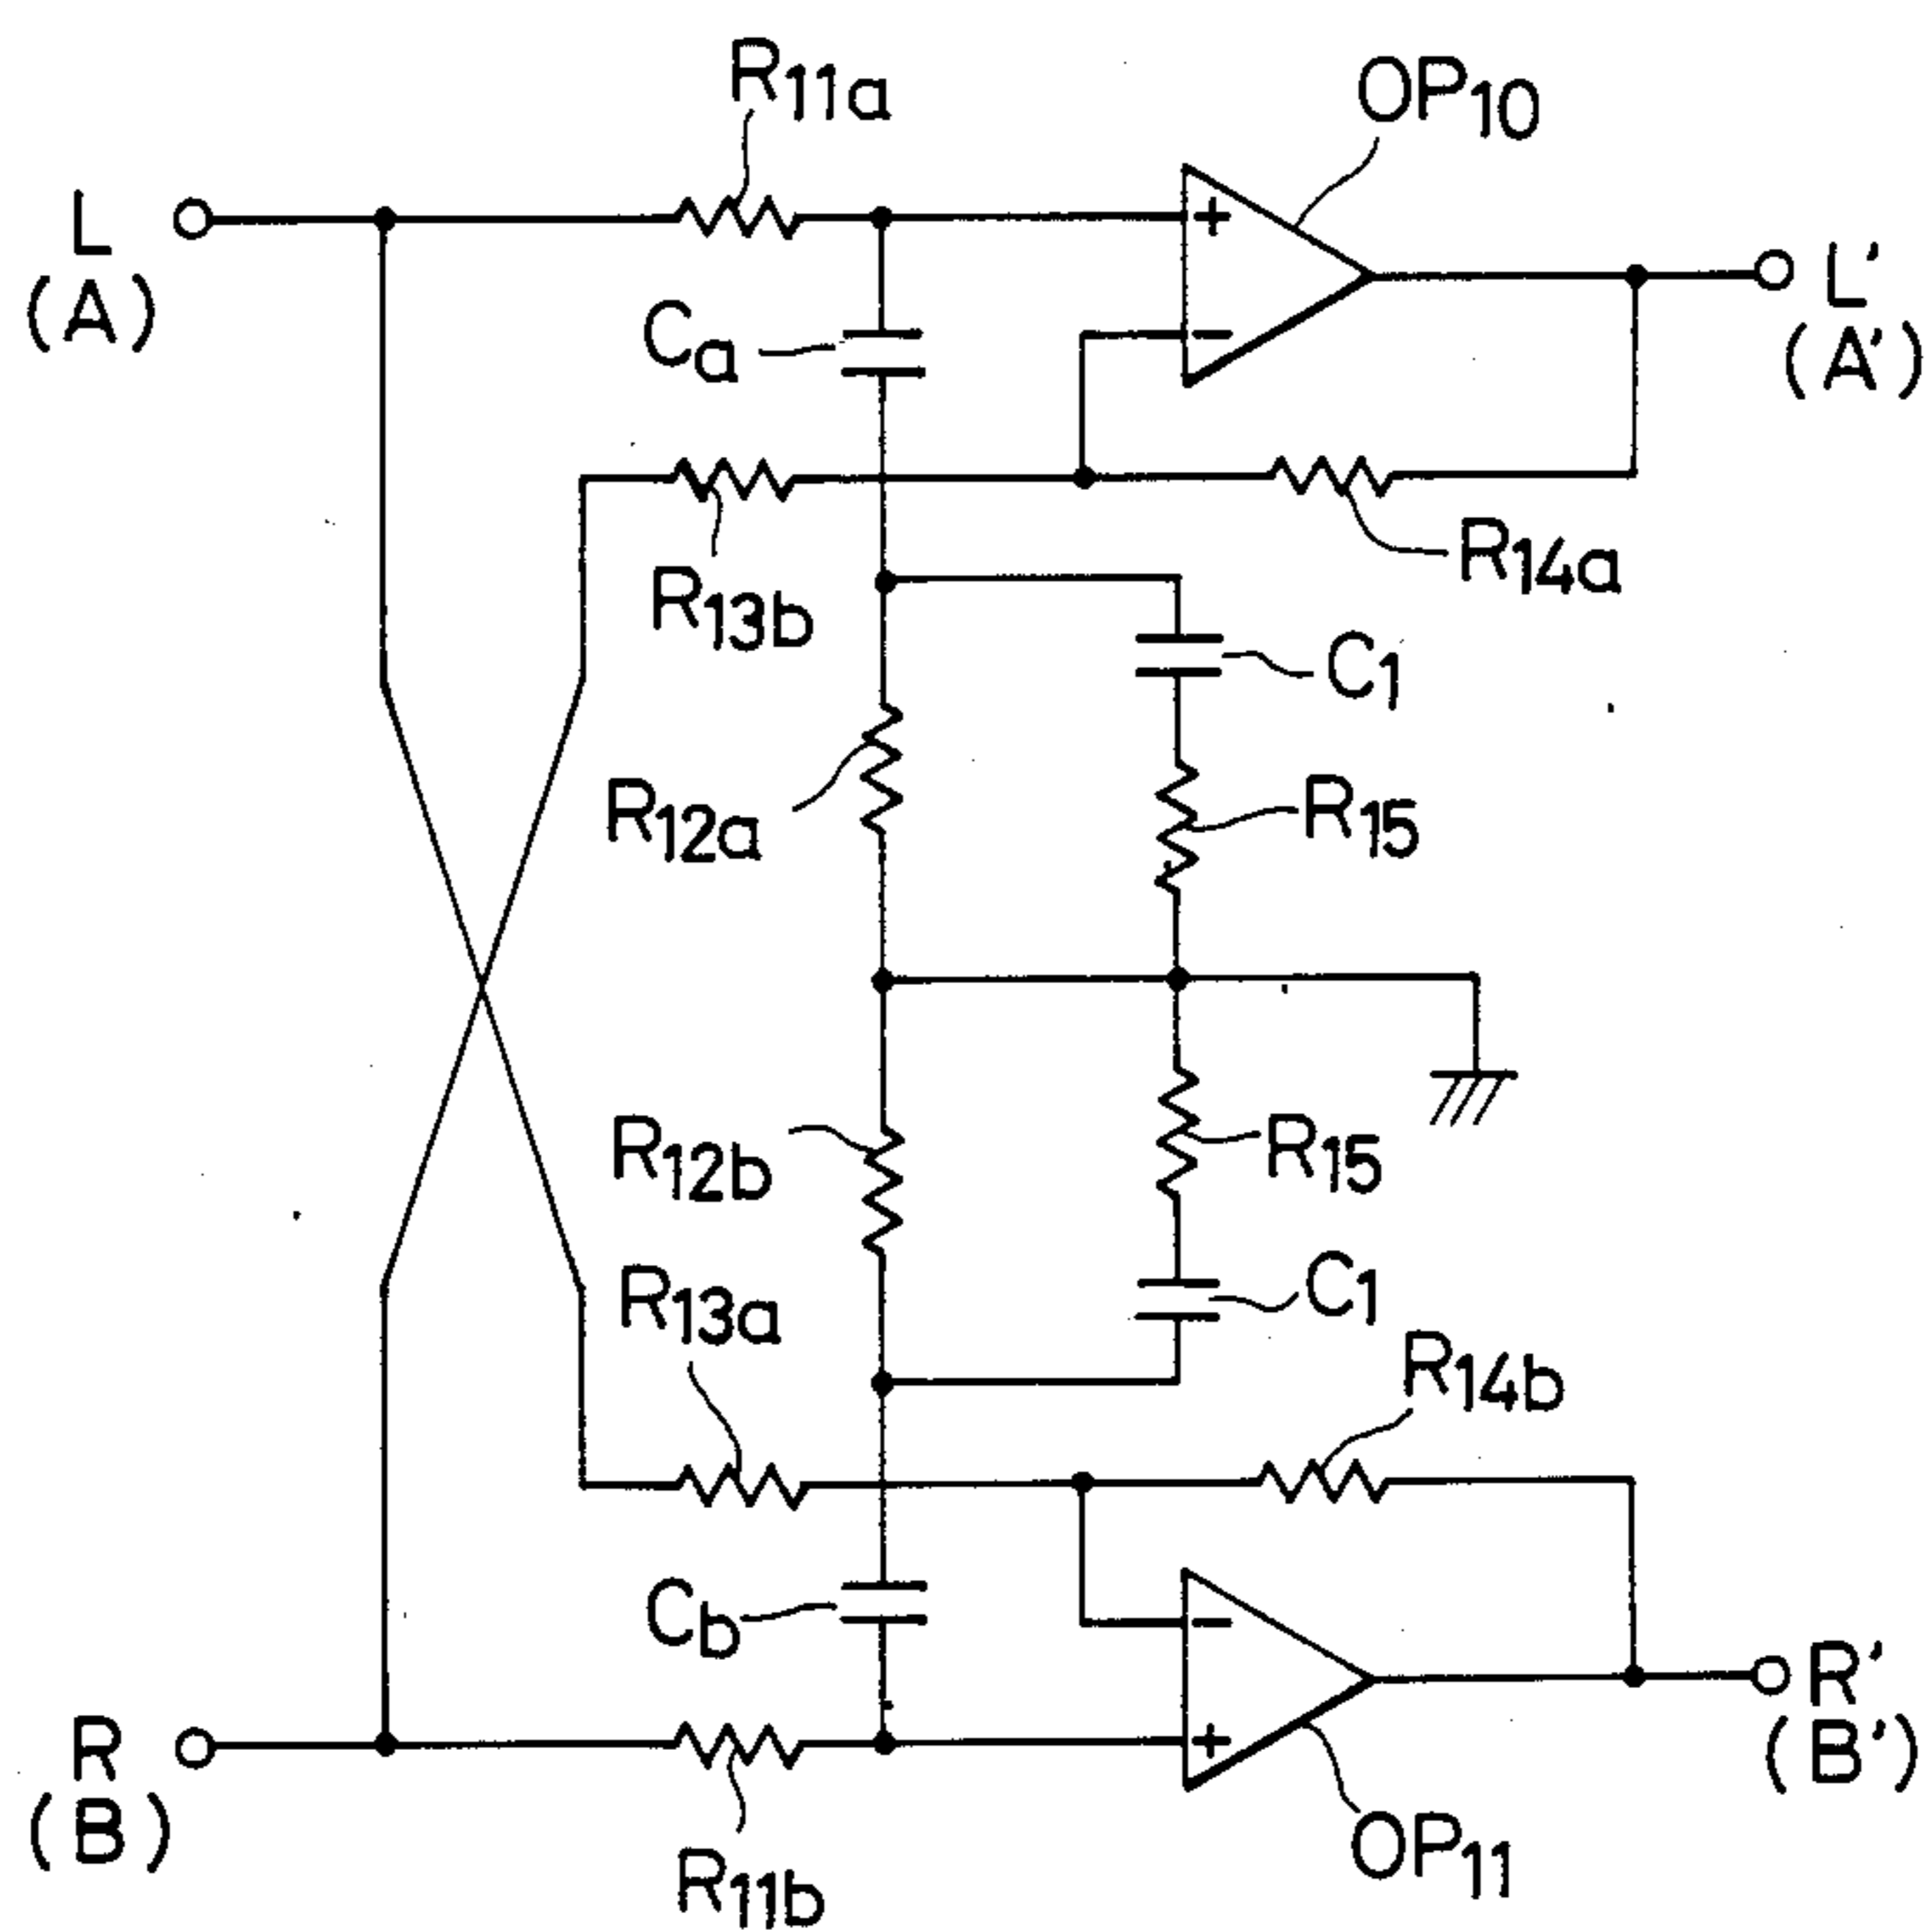 R11a
OP10
L
(A)
L'
(A')
Ca
+
−
R14a
R13b
C1
R12a
R15
R12b
R15
R13a
C1
R14b
Cb
−
+
R
(B)
R'
(B')
R11b
OP11